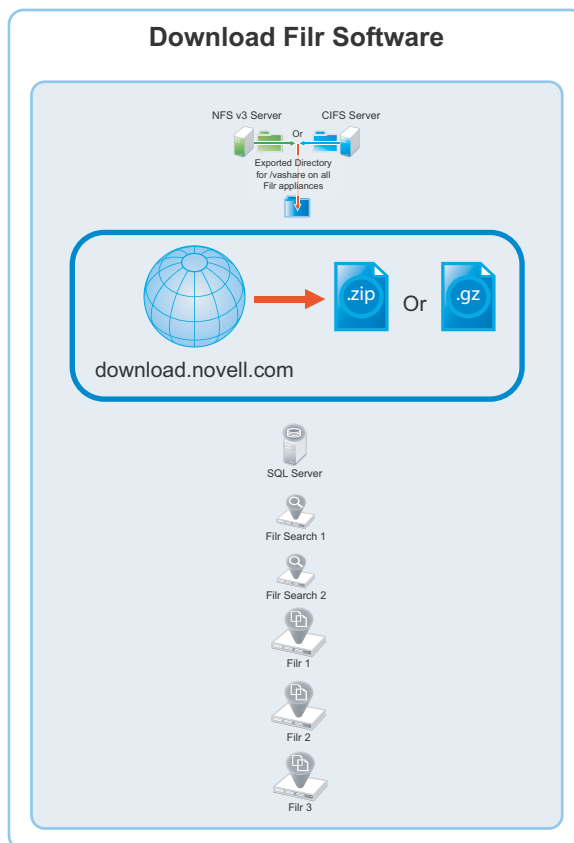 Download Filr Software
NFS v3 Server
CIFS Server
Or
Exported Directory
for /vashare on all
Filr appliances
.zip
Or
.gz
download.novell.com
SQL Server
Filr Search 1
Filr Search 2
Filr 1
Filr 2
Filr 3